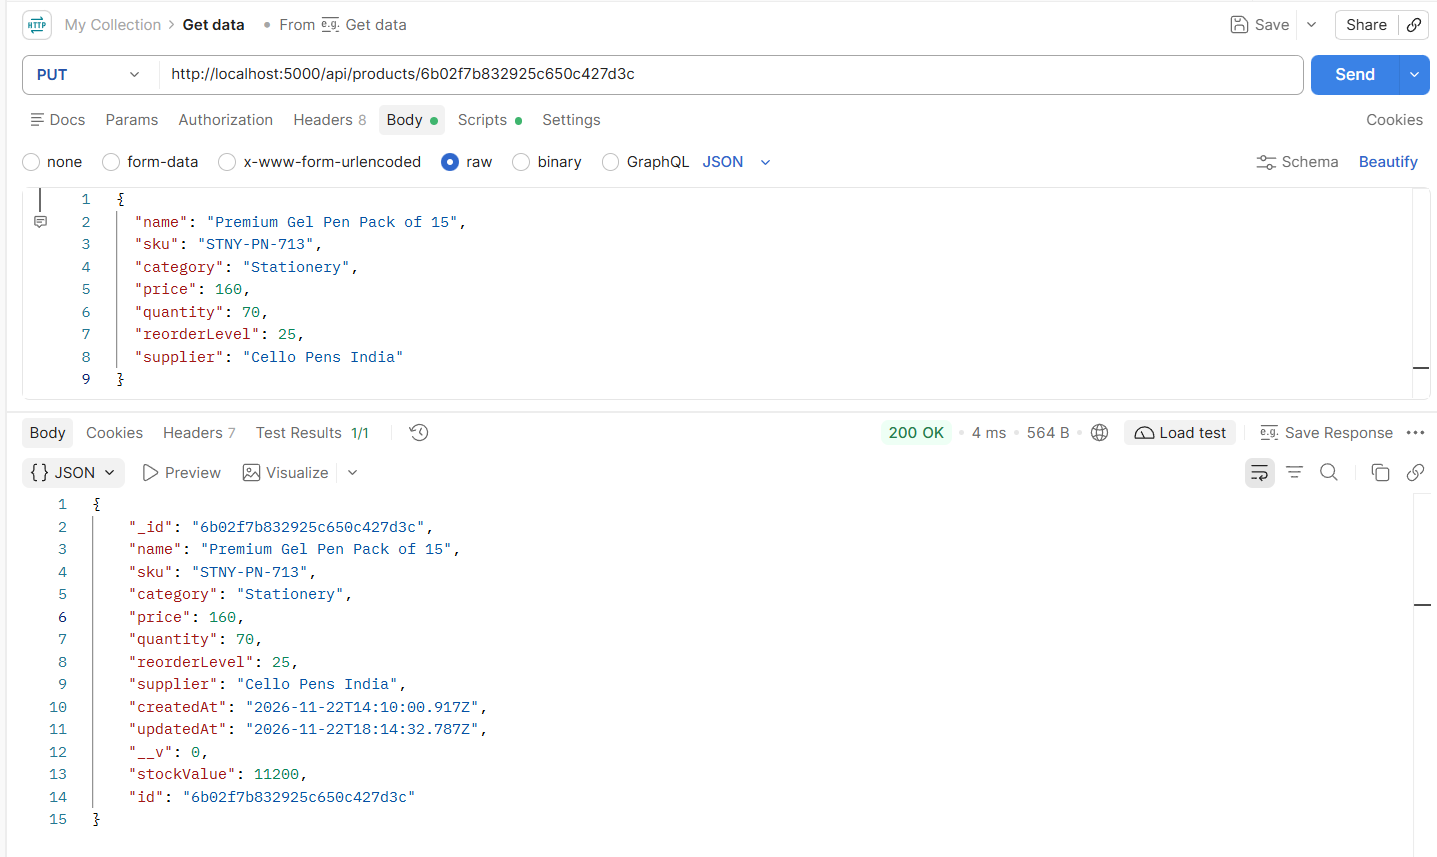 HTTP My Collection > Get data • From e.g. Get data Save Share
PUT http://localhost:5000/api/products/6b02f7b832925c650c427d3c Send
Docs Params Authorization Headers 8 Body Scripts Settings Cookies
none form-data x-www-form-urlencoded raw binary GraphQL JSON Schema Beautify
1 {
2 "name": "Premium Gel Pen Pack of 15",
3 "sku": "STNY-PN-713",
4 "category": "Stationery",
5 "price": 160,
6 "quantity": 70,
7 "reorderLevel": 25,
8 "supplier": "Cello Pens India"
9 }
Body Cookies Headers 7 Test Results 1/1 200 OK • 4 ms • 564 B • Load test e.g. Save Response
{} JSON Preview Visualize
1 {
2 "_id": "6b02f7b832925c650c427d3c",
3 "name": "Premium Gel Pen Pack of 15",
4 "sku": "STNY-PN-713",
5 "category": "Stationery",
6 "price": 160,
7 "quantity": 70,
8 "reorderLevel": 25,
9 "supplier": "Cello Pens India",
10 "createdAt": "2026-11-22T14:10:00.917Z",
11 "updatedAt": "2026-11-22T18:14:32.787Z",
12 "__v": 0,
13 "stockValue": 11200,
14 "id": "6b02f7b832925c650c427d3c"
15 }